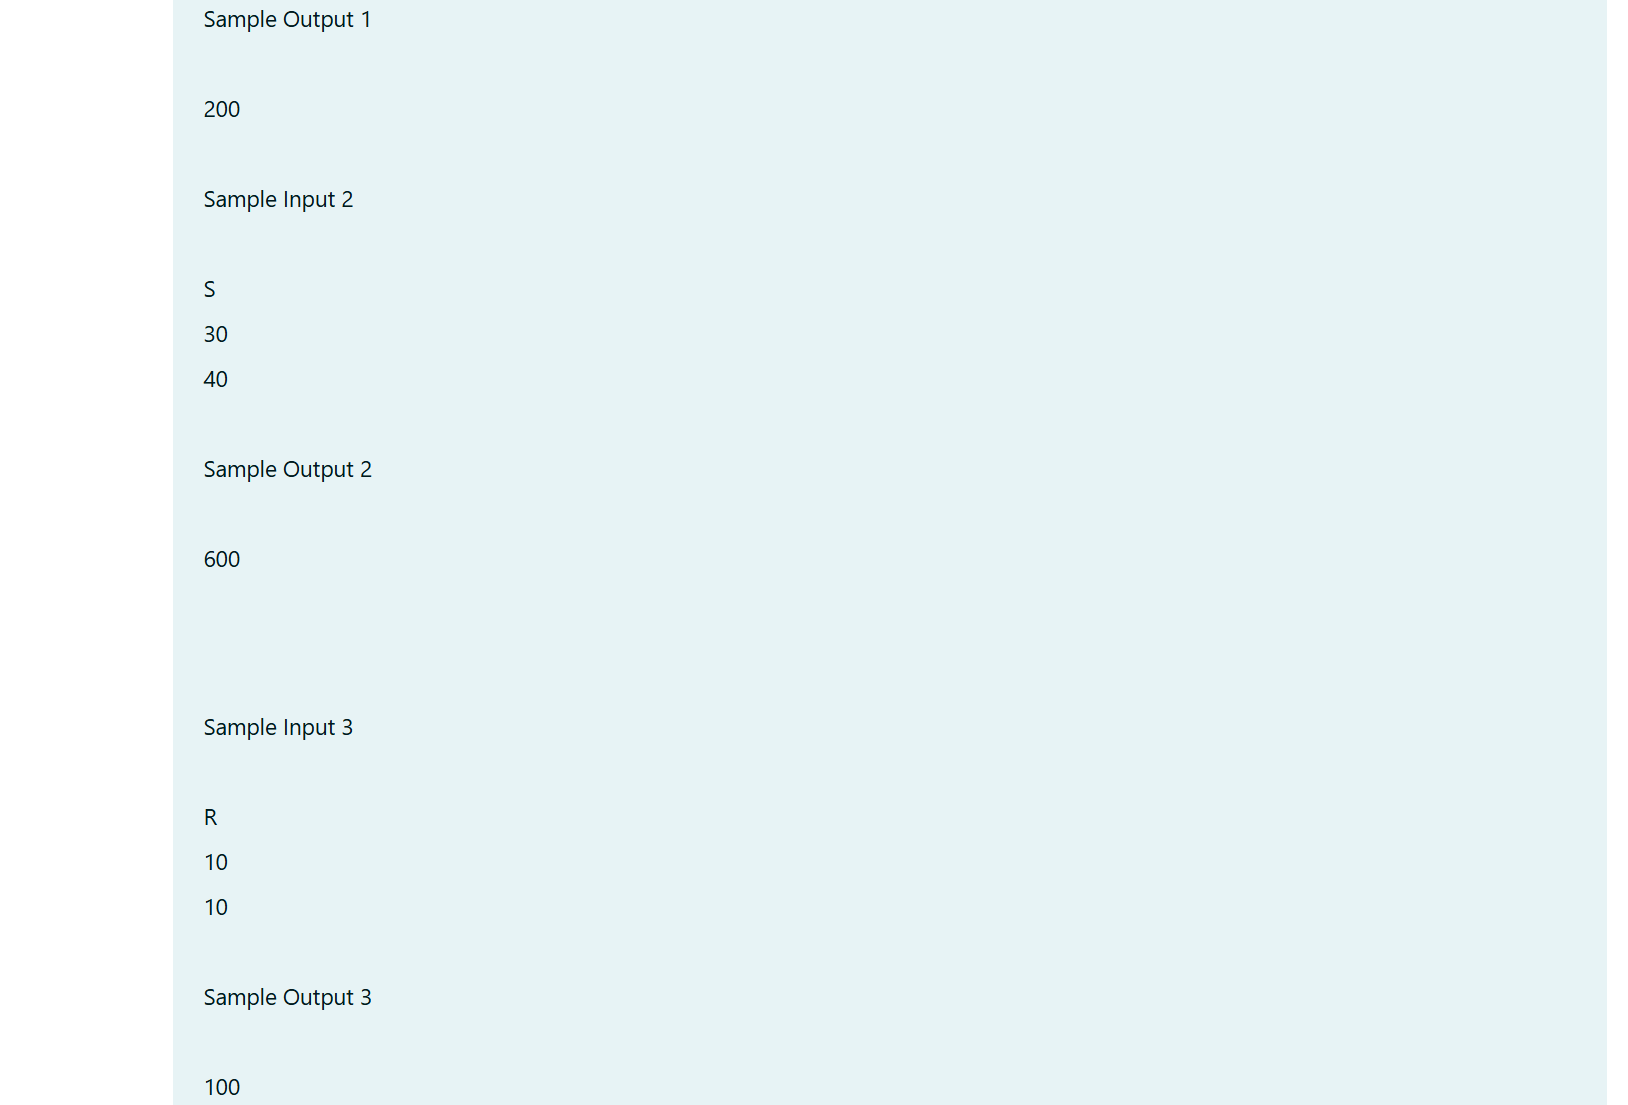 Sample Output 1
200
Sample Input 2
S
30
40
Sample Output 2
600
Sample Input 3
R
10
10
Sample Output 3
100